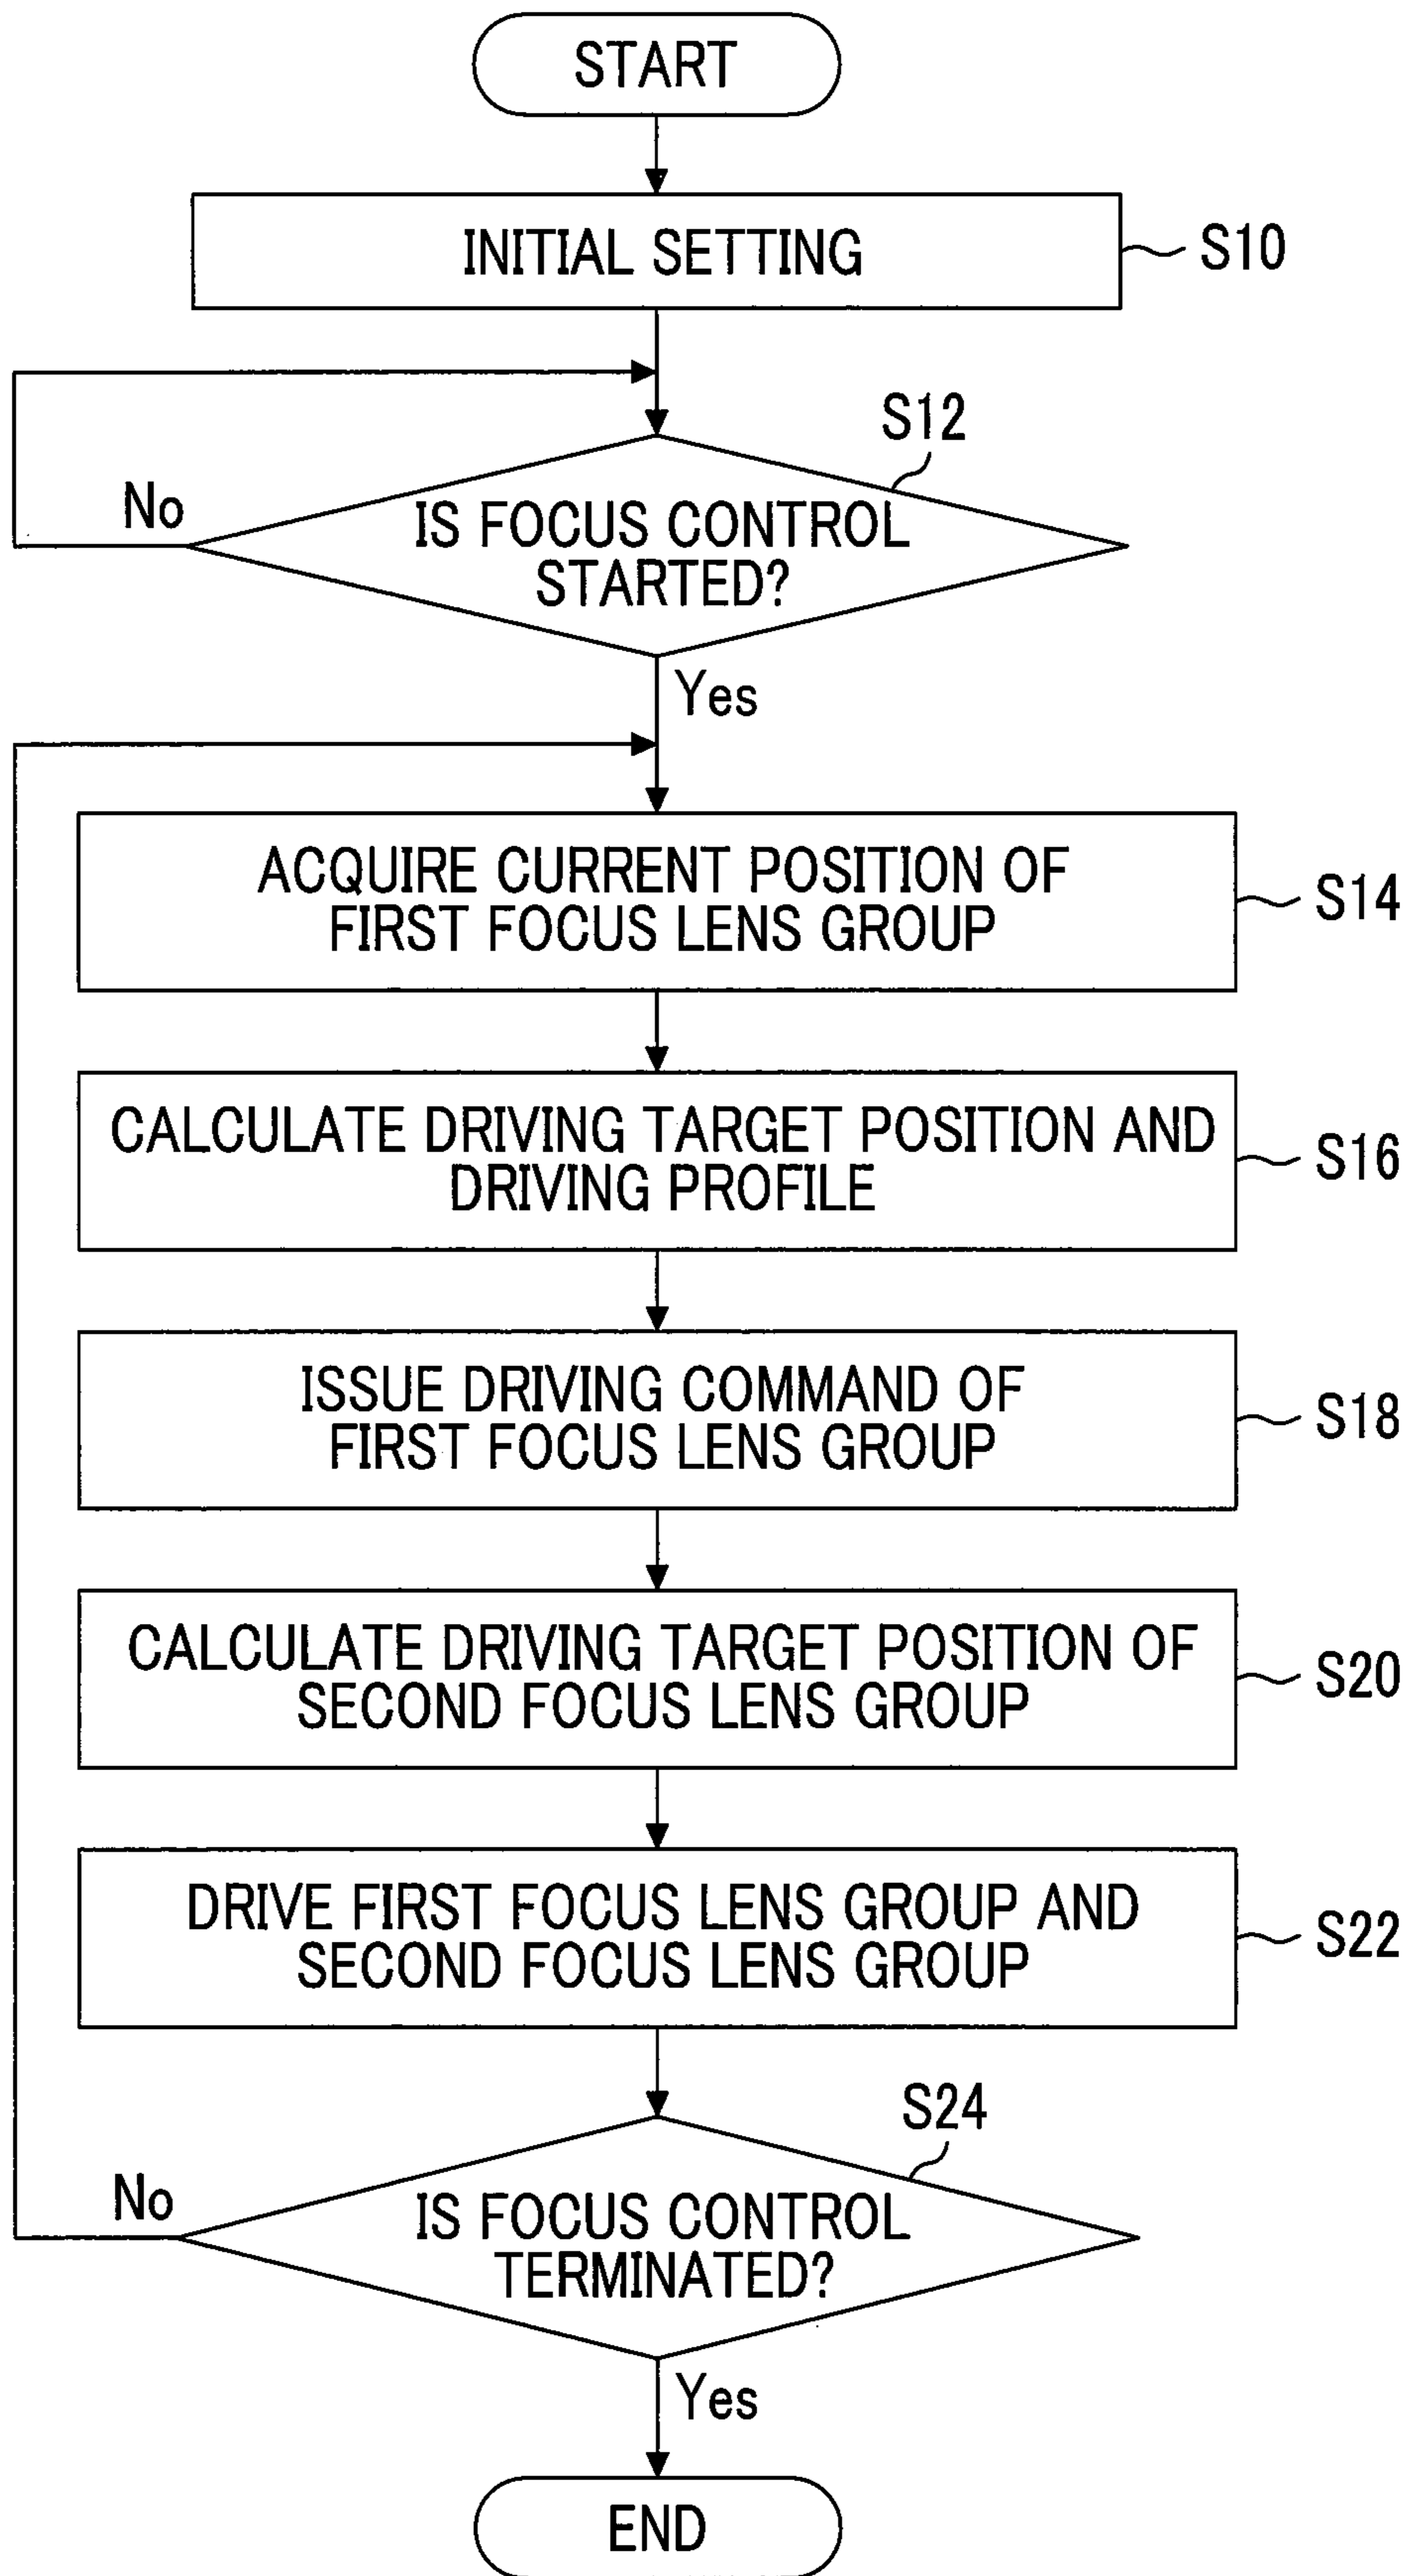 START
INITIAL SETTING
S10
S12
No
IS FOCUS CONTROL
STARTED?
Yes
ACQUIRE CURRENT POSITION OF
FIRST FOCUS LENS GROUP
S14
CALCULATE DRIVING TARGET POSITION AND
DRIVING PROFILE
S16
ISSUE DRIVING COMMAND OF
FIRST FOCUS LENS GROUP
S18
CALCULATE DRIVING TARGET POSITION OF
SECOND FOCUS LENS GROUP
S20
DRIVE FIRST FOCUS LENS GROUP AND
SECOND FOCUS LENS GROUP
S22
S24
No
IS FOCUS CONTROL
TERMINATED?
Yes
END